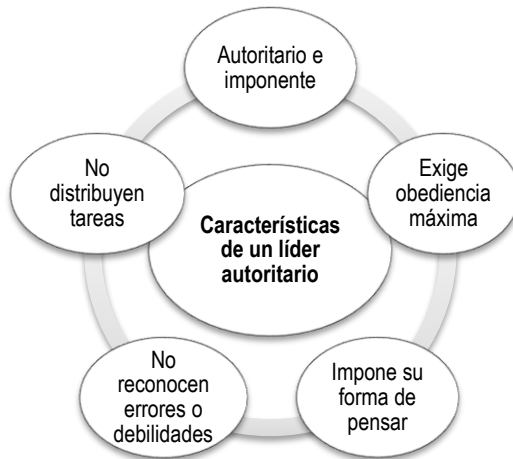 Autoritario e
imponente
Exige
obediencia
máxima
Impone su
forma de
pensar
No
reconocen
errores o
debilidades
No
distribuyen
tareas
Característícas
de un líder
autoritario